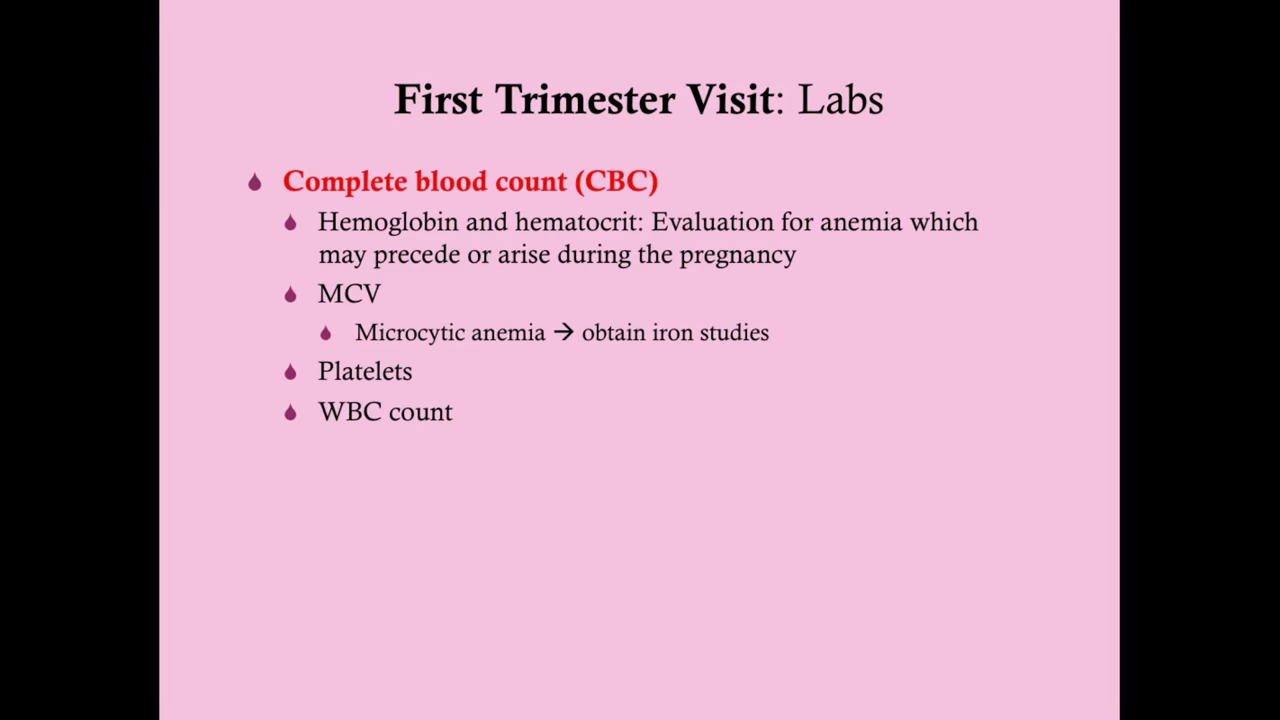 First Trimester Visit: Labs
Complete blood count (CBC)
Hemoglobin and hematocrit: Evaluation for anemia which
may precede or arise during the pregnancy
MCV
Microcytic anemia → obtain iron studies
Platelets
WBC count